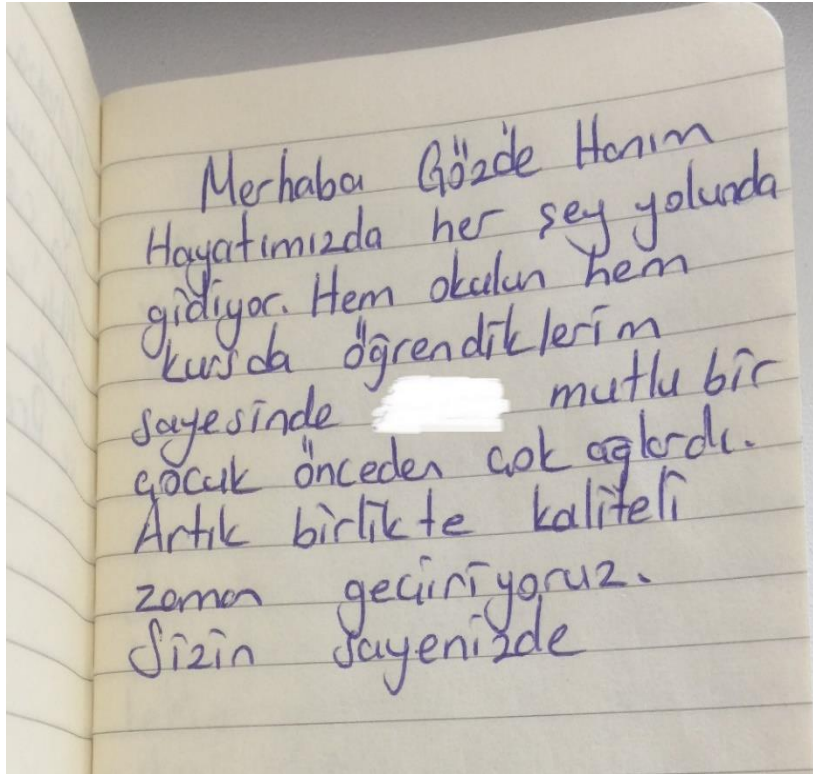 Merhaba Gözde Hanım
Hayatımızda her şey yolunda
gidiyor. Hem okulun hem
kursda öğrendiklerim
sayesinde mutlu bir
çocuk önceden çok ağlardı.
Artık birlikte kaliteli
zaman geçiriyoruz.
Sizin sayenizde